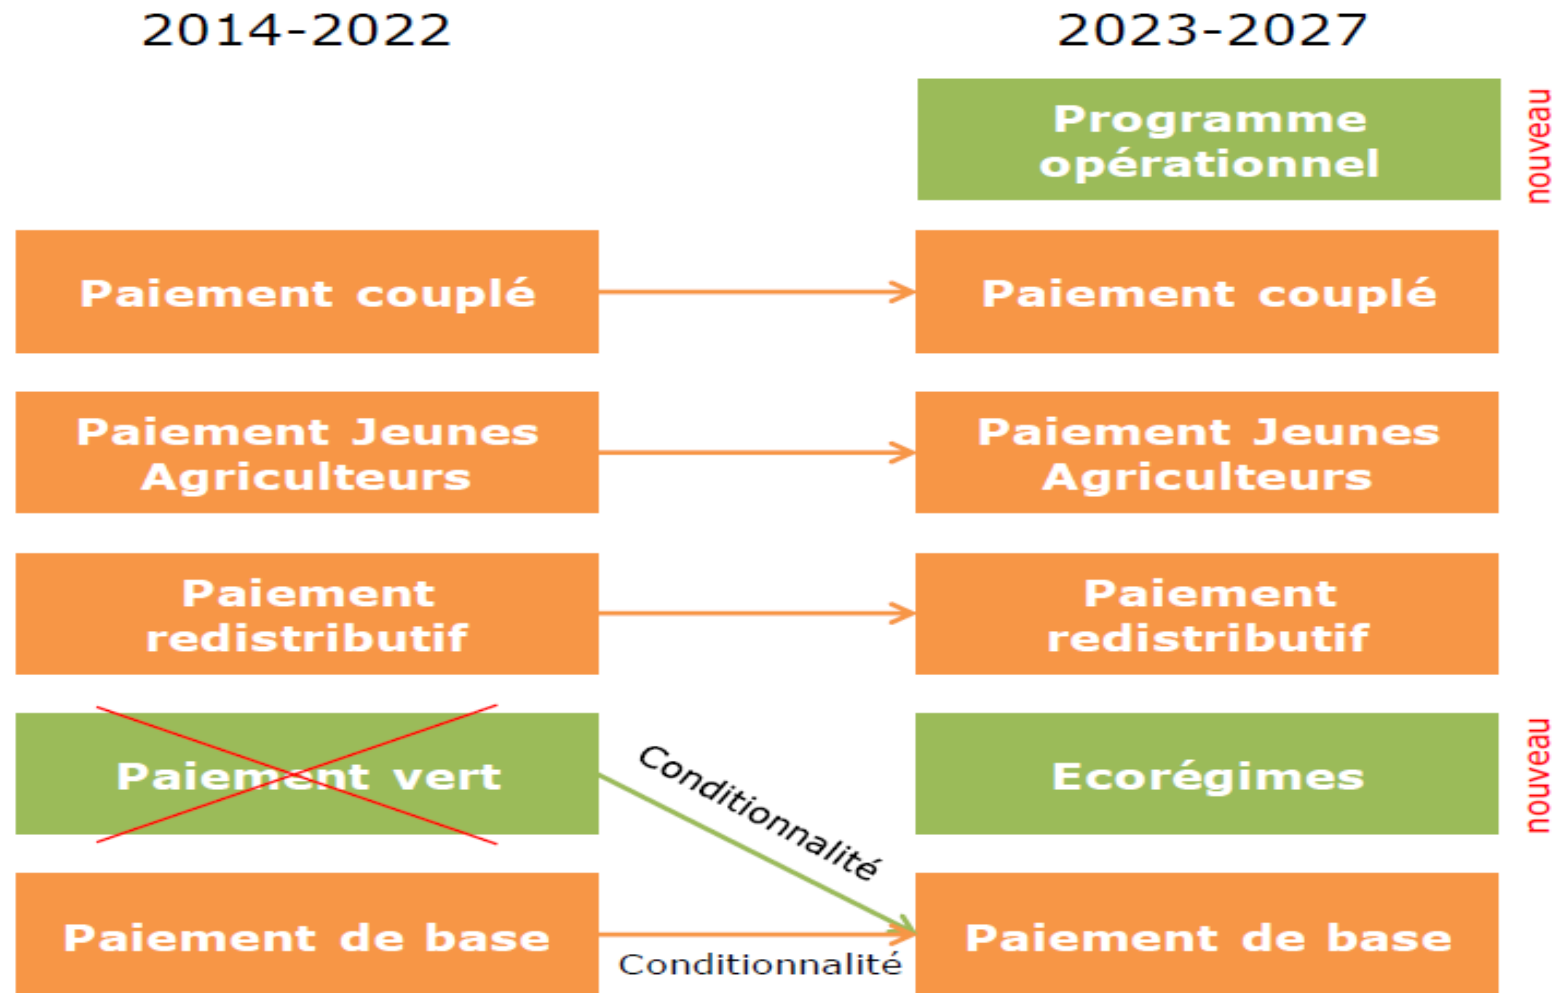 2014-2022
2023-2027
Programme
opérationnel
nouveau
Paiement couplé
Paiement couplé
Paiement Jeunes
Agriculteurs
Paiement Jeunes
Agriculteurs
Paiement
redistributif
Paiement
redistributif
Paiement vert
Conditionnalité
Ecorégimes
nouveau
Paiement de base
Conditionnalité
Paiement de base